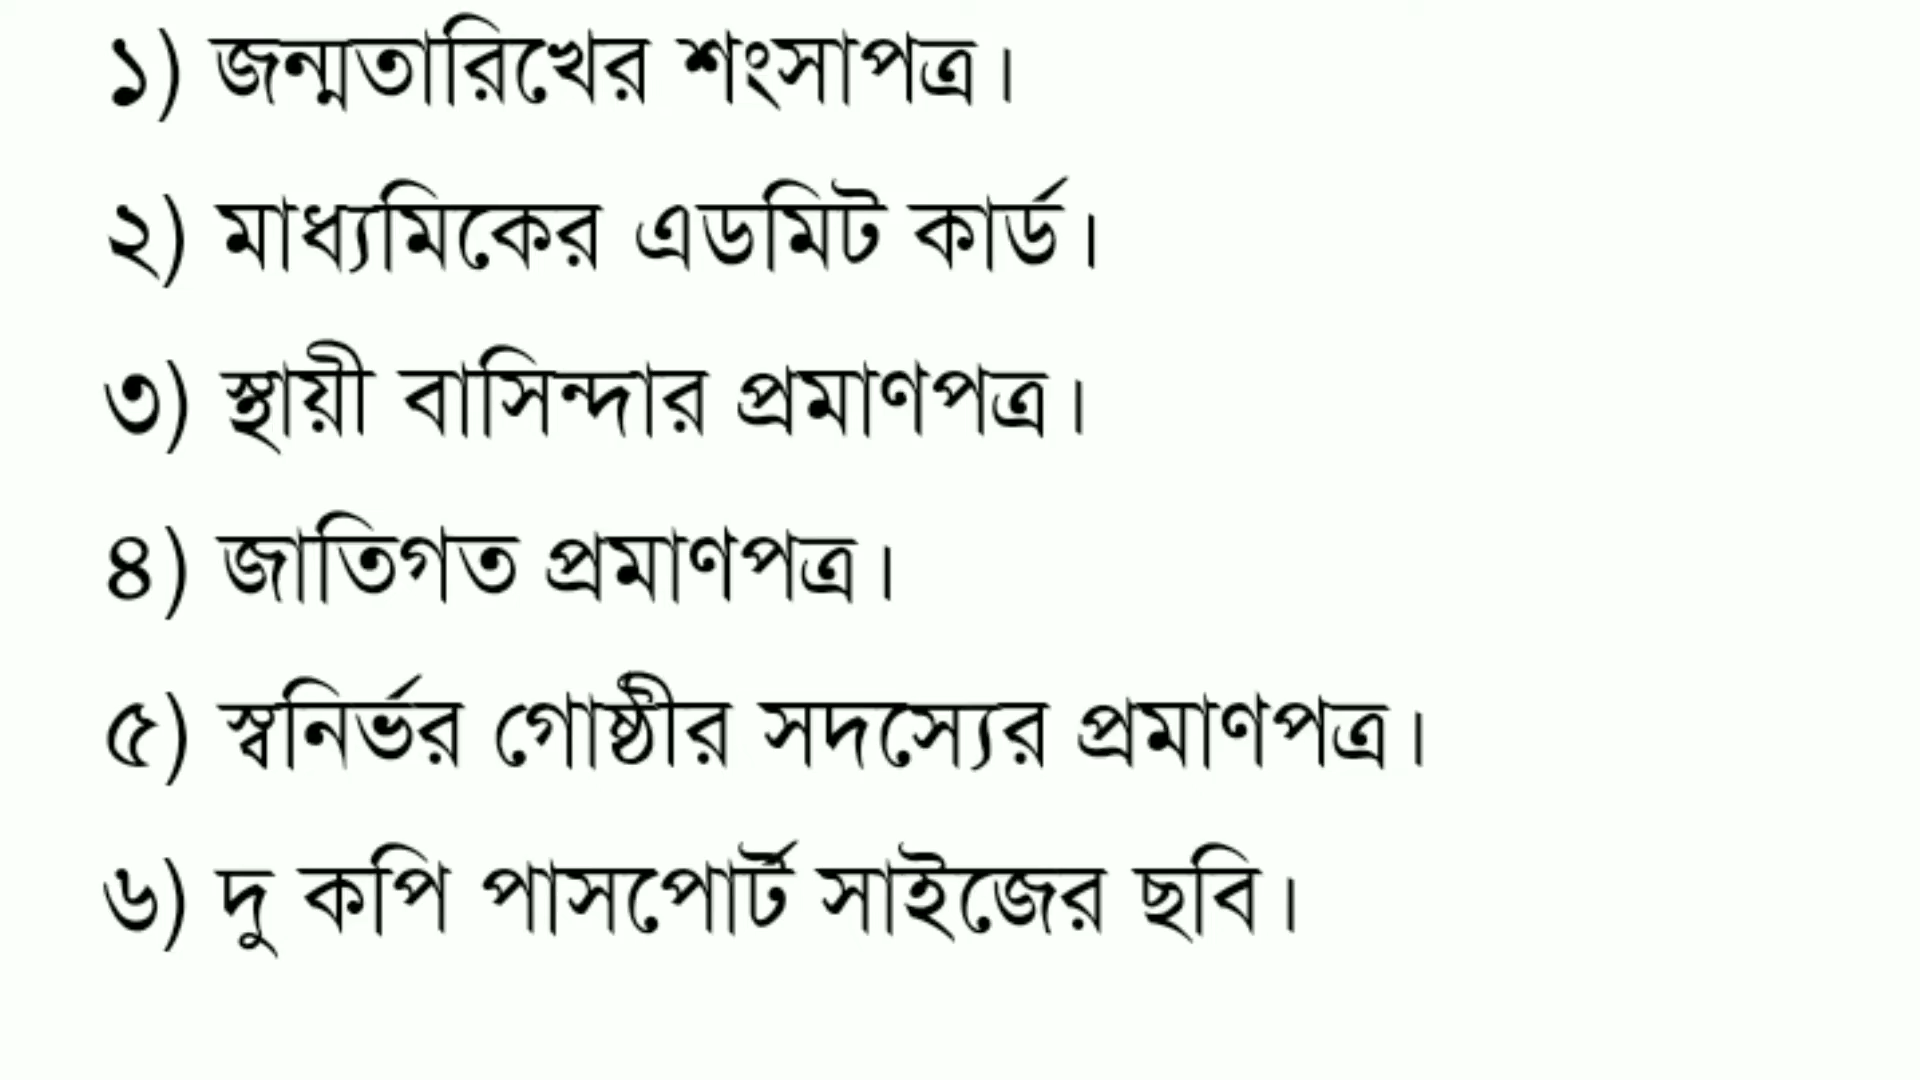 ১) জন্মতারিখের শংসাপত্র।
২) মাধ্যমিকের এডমিট কার্ড।
৩) স্থায়ী বাসিন্দার প্রমাণপত্র।
৪) জাতিগত প্রমাণপত্র।
৫) স্বনির্ভর গোষ্ঠীর সদস্যের প্রমাণপত্র।
৬) দু কপি পাসপোর্ট সাইজের ছবি।